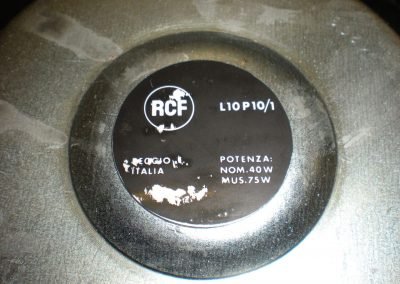 RCF
L10P10/1
ITALIA
POTENZA:
NOM.40W
MUS.75W